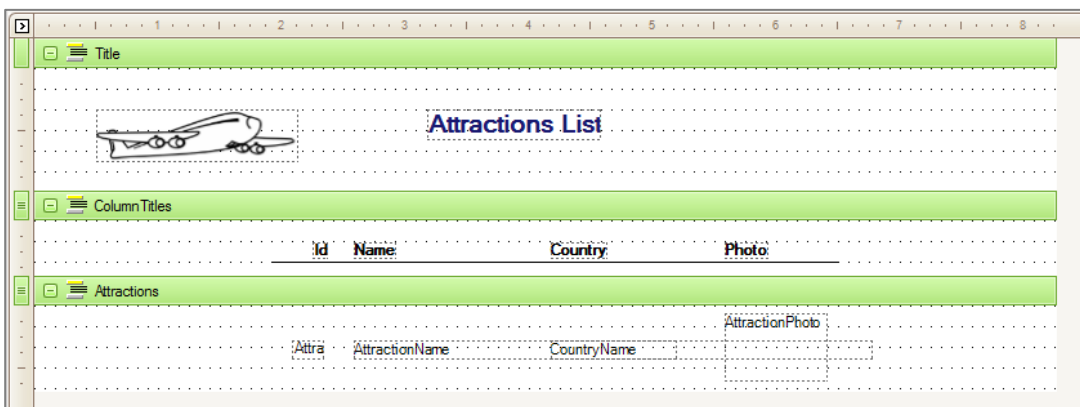 1 2 3 4 5 6 7 8
Title
Attractions List
ColumnTitles
Id Name Country Photo
Attractions
AttractionPhoto
Attra AttractionName CountryName